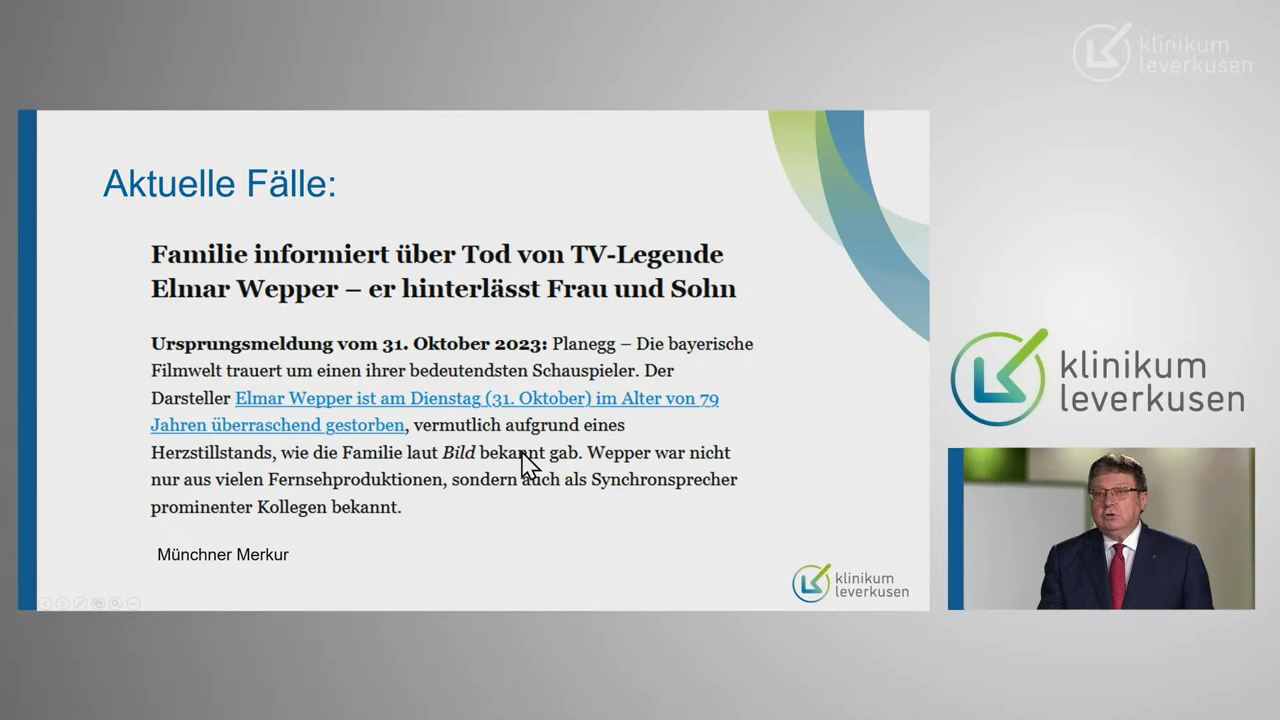 klinikum
leverkusen
Aktuelle Fälle:
Familie informiert über Tod von TV-Legende
Elmar Wepper – er hinterlässt Frau und Sohn
Ursprungsmeldung vom 31. Oktober 2023: Planegg – Die bayerische
Filmwelt trauert um einen ihrer bedeutendsten Schauspieler. Der
Darsteller Elmar Wepper ist am Dienstag (31. Oktober) im Alter von 79
Jahren überraschend gestorben, vermutlich aufgrund eines
Herzstillstands, wie die Familie laut Bild bekannt gab. Wepper war nicht
nur aus vielen Fernsehproduktionen, sondern auch als Synchronsprecher
prominenter Kollegen bekannt.
Münchner Merkur
klinikum
leverkusen
klinikum
leverkusen